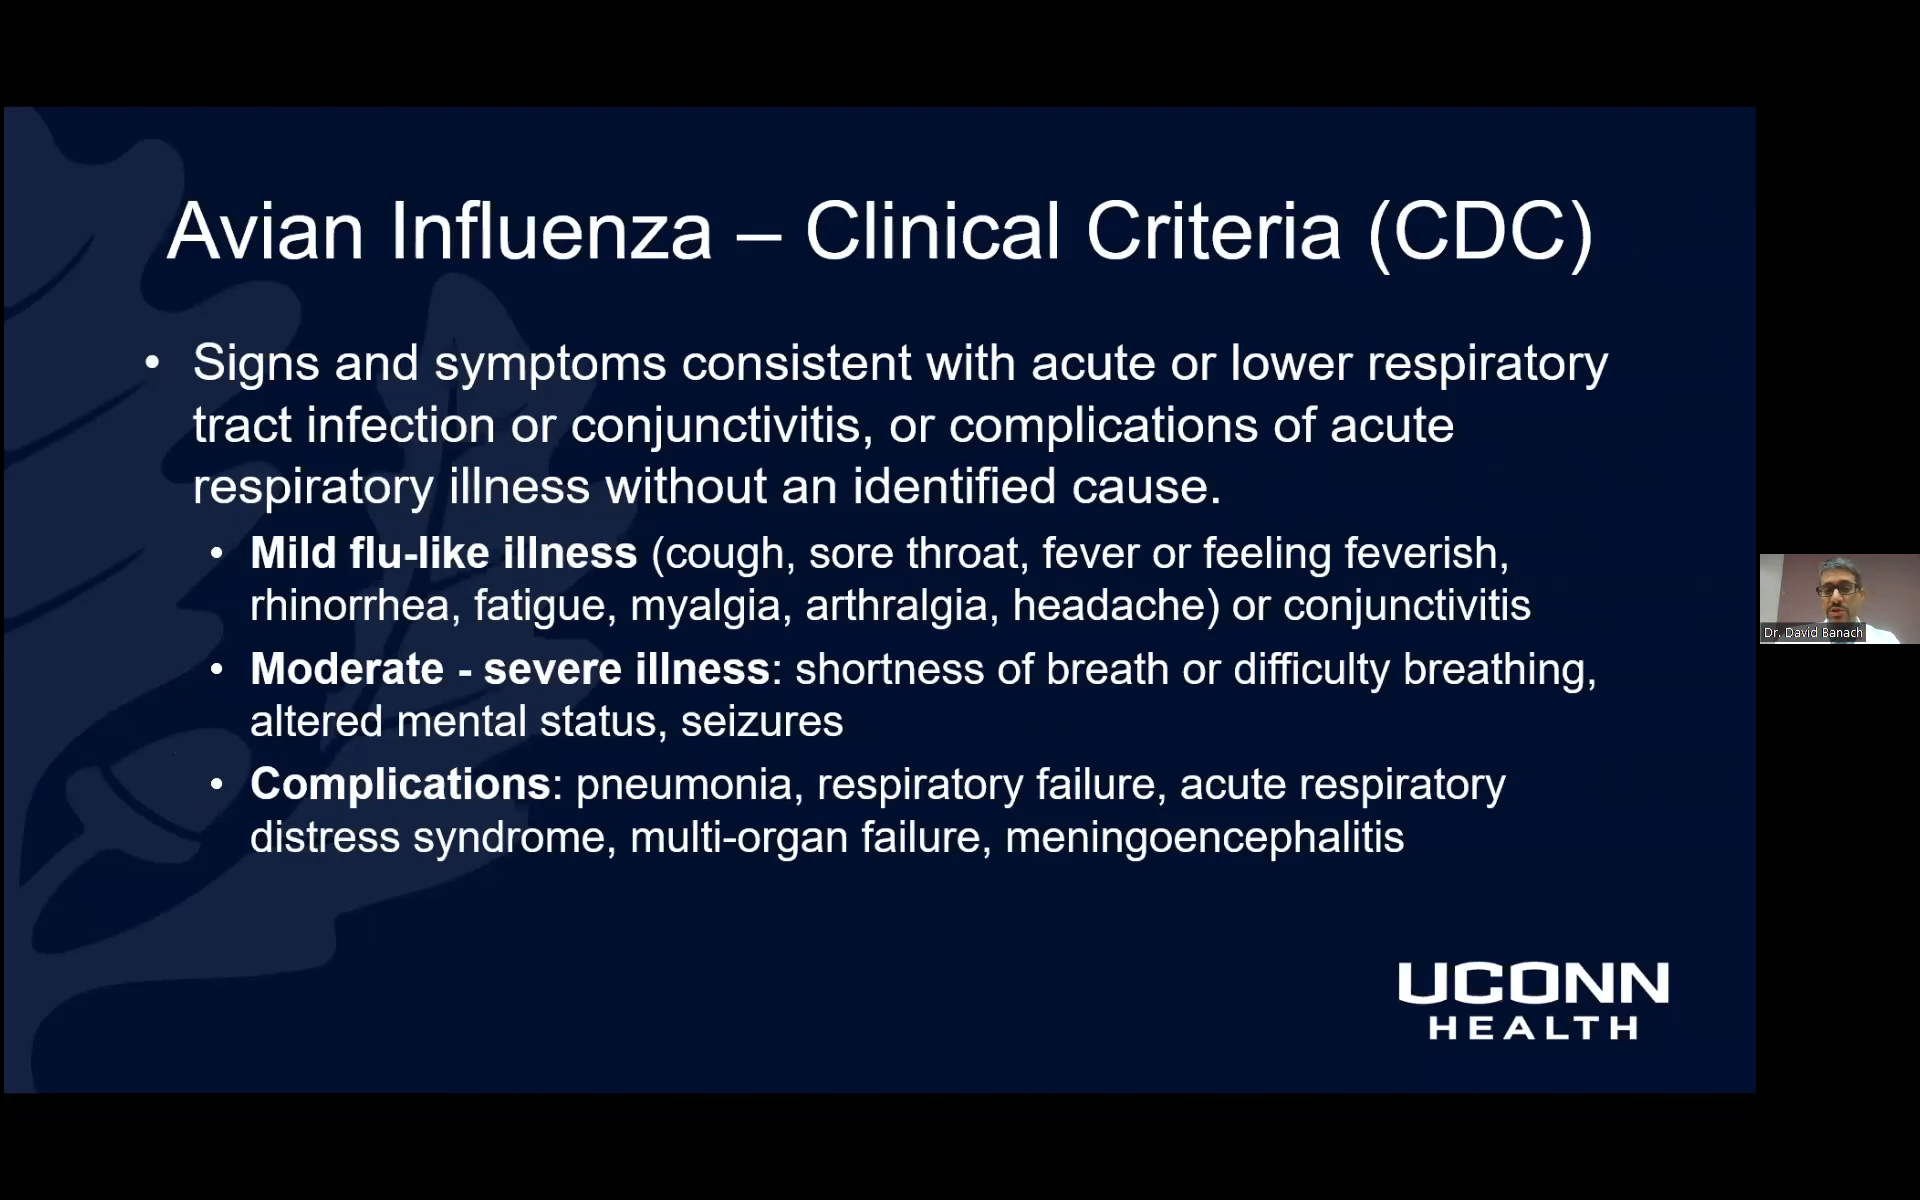 Avian Influenza – Clinical Criteria (CDC)
• Signs and symptoms consistent with acute or lower respiratory
tract infection or conjunctivitis, or complications of acute
respiratory illness without an identified cause.
• Mild flu-like illness (cough, sore throat, fever or feeling feverish,
rhinorrhea, fatigue, myalgia, arthralgia, headache) or conjunctivitis
• Moderate - severe illness: shortness of breath or difficulty breathing,
altered mental status, seizures
• Complications: pneumonia, respiratory failure, acute respiratory
distress syndrome, multi-organ failure, meningoencephalitis
Dr. David Banach
UCONN
HEALTH